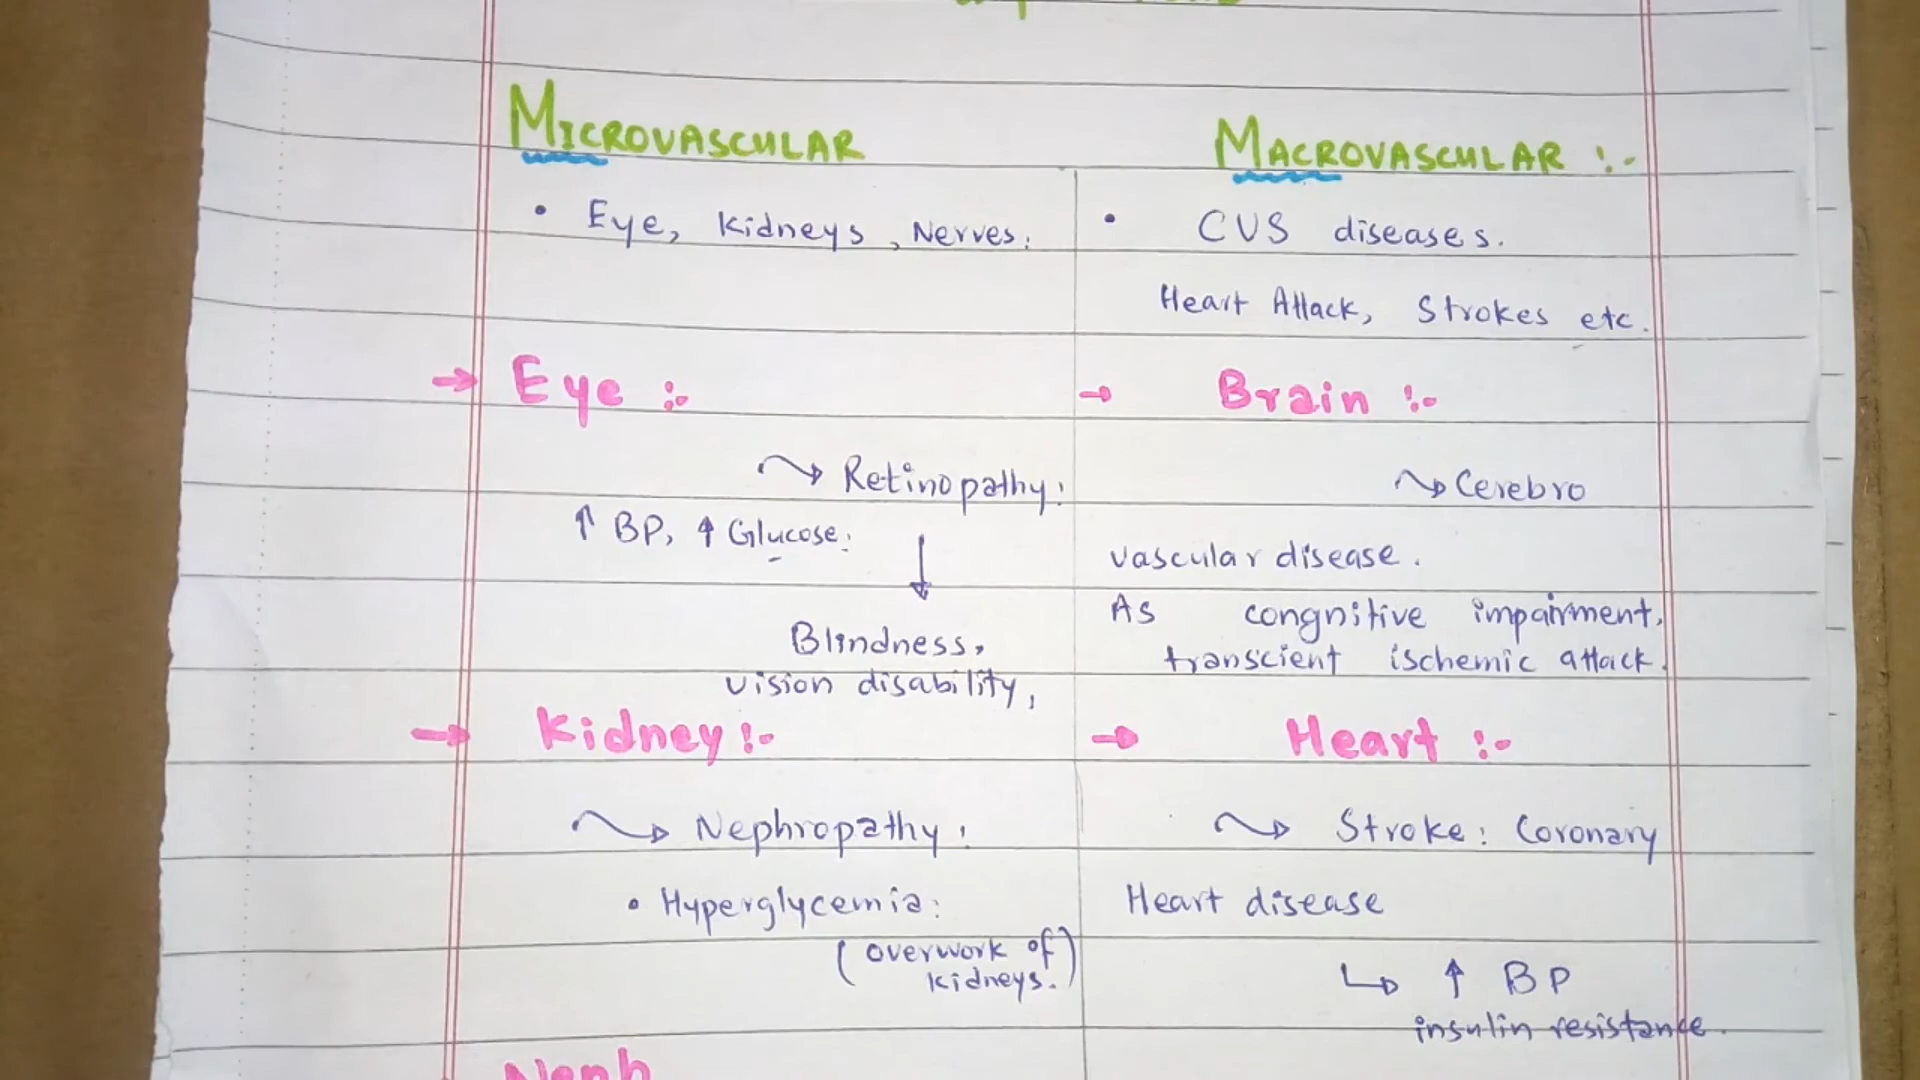 MICROVASCULAR
• Eye, Kidneys, Nerves.
→ Eye :-
Retinopathy:
↑ BP, ↑ Glucose:
↓
Blindness,
vision disability,
→ Kidney :-
Nephropathy:
• Hyperglycemia:
(overwork of
kidneys.)
MACROVASCULAR :-
• CVS diseases.
Heart Attack, Strokes etc.
→ Brain :-
Cerebro
vascular disease.
As congnitive impairment,
transcient ischemic attack.
→ Heart :-
Stroke: Coronary
Heart disease
↳ ↑ BP
insulin resistance.